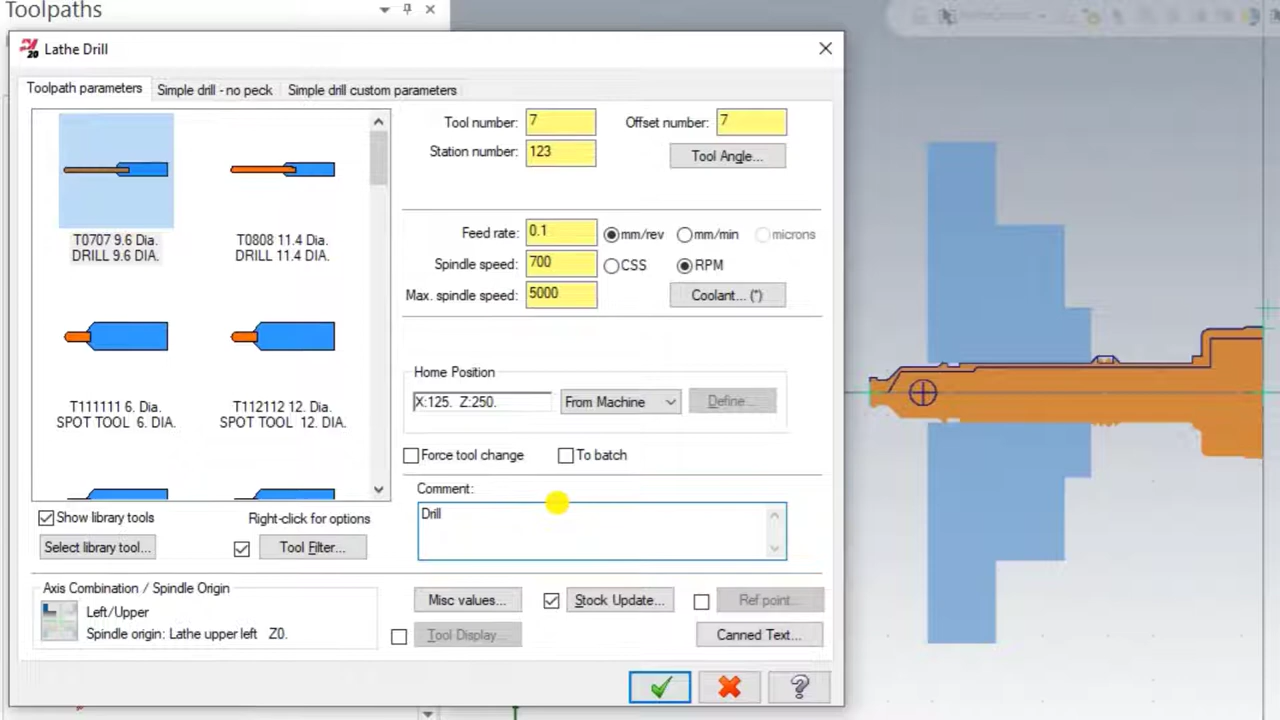 Toolpaths
20
Lathe Drill
Toolpath parameters
Simple drill - no peck
Simple drill custom parameters
T0707 9.6 Dia.
DRILL 9.6 DIA.
T0808 11.4 Dia.
DRILL 11.4 DIA.
T111111 6. Dia.
SPOT TOOL 6. DIA.
T112112 12. Dia.
SPOT TOOL 12. DIA.
Show library tools
Right-click for options
Select library tool...
Tool Filter...
Axis Combination / Spindle Origin
Left/Upper
Spindle origin: Lathe upper left Z0.
Tool number: 7
Offset number: 7
Station number: 123
Tool Angle...
Feed rate: 0.1
mm/rev
mm/min
microns
Spindle speed: 700
CSS
RPM
Max. spindle speed: 5000
Coolant... (*)
Home Position
X:125. Z:250.
From Machine
Define...
Force tool change
To batch
Comment:
Drill
Misc values...
Stock Update...
Ref point...
Tool Display...
Canned Text...